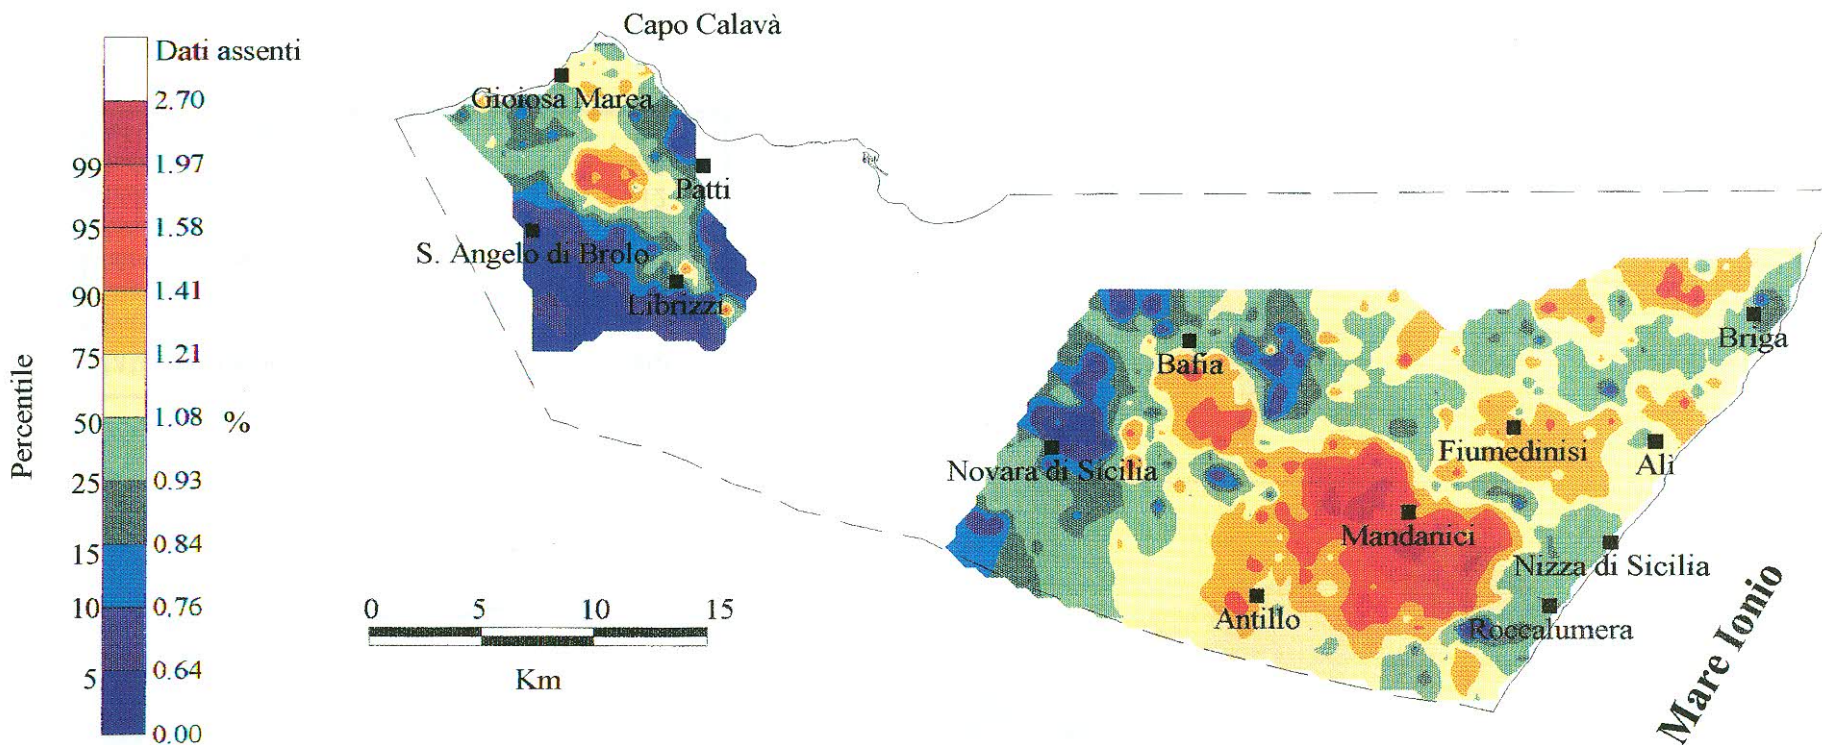 Capo Calavà
Dati assenti
2.70
Gioiosa Marea
99
1.97
Patti
95
1.58
S. Angelo di Brolo
90
1.41
Librizzi
Briga
75
1.21
Bafia
Percentile
50
1.08
%
Fiumedinisi
Alì
Novara di Sicilia
25
0.93
Mandanici
15
0.84
Nizza di Sicilia
10
0.76
0 5 10 15
Antillo
Roccalumera
Km
5
0.64
Mare Ionio
0.00